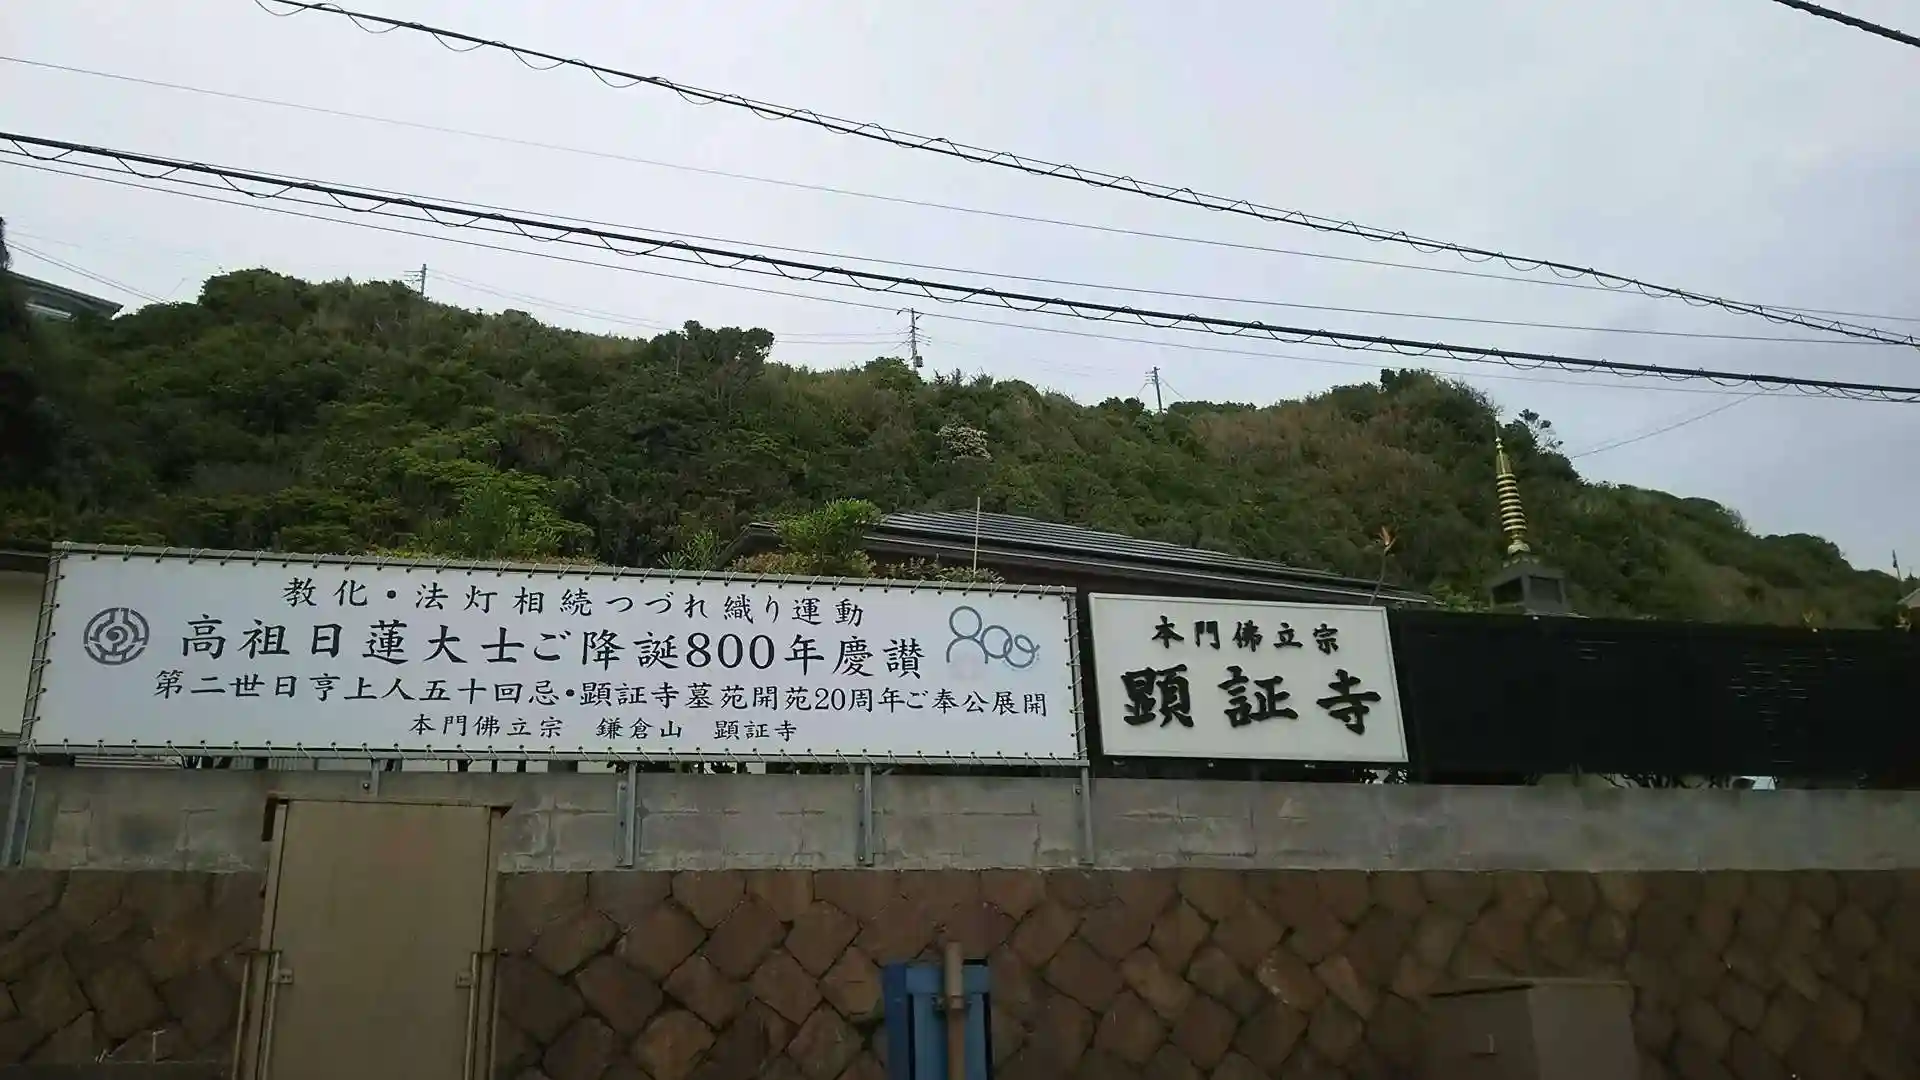 教化・法灯相続つづれ織り運動
高祖日蓮大士ご降誕800年慶讃
800
第二世日亨上人五十回忌・顕証寺墓苑開苑20周年ご奉公展開
本門佛立宗 鎌倉山 顕証寺
本門佛立宗
顕証寺